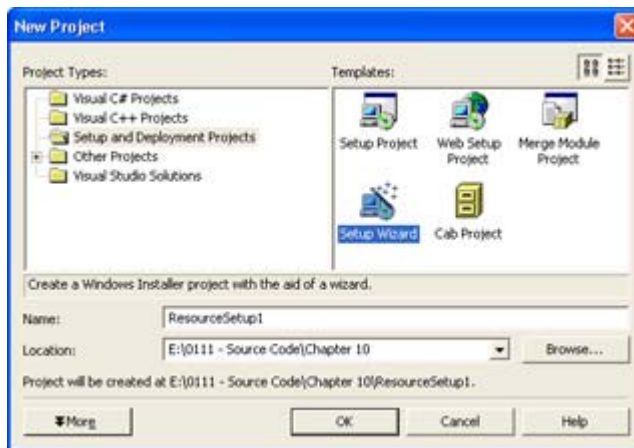 New Project
Project Types:
Templates:
Visual C# Projects
Visual C++ Projects
Setup and Deployment Projects
Other Projects
Visual Studio Solutions
Setup Project
Web Setup
Project
Merge Module
Project
Setup Wizard
Cab Project
Create a Windows Installer project with the aid of a wizard.
Name:
ResourceSetup1
Location:
E:\0111 - Source Code\Chapter 10
Browse...
Project will be created at E:\0111 - Source Code\Chapter 10\ResourceSetup1.
More
OK
Cancel
Help